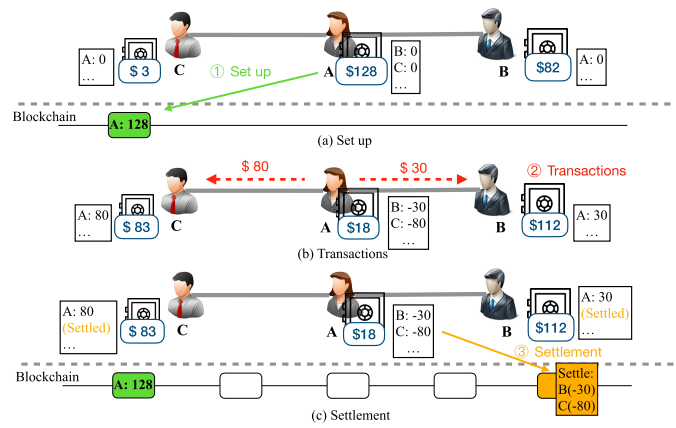 A: 0
…
$ 3
C
① Set up
A
$128
B: 0
C: 0
…
B
$82
A: 0
…
Blockchain
A: 128
(a) Set up
$ 80
$ 30
② Transactions
A: 80
…
$ 83
C
A
$18
B: -30
C: -80
…
B
$112
A: 30
…
(b) Transactions
A: 80
(Settled)
…
$ 83
C
A
$18
B: -30
C: -80
…
B
$112
A: 30
(Settled)
…
③ Settlement
Blockchain
A: 128
Settle:
B(-30)
C(-80)
(c) Settlement